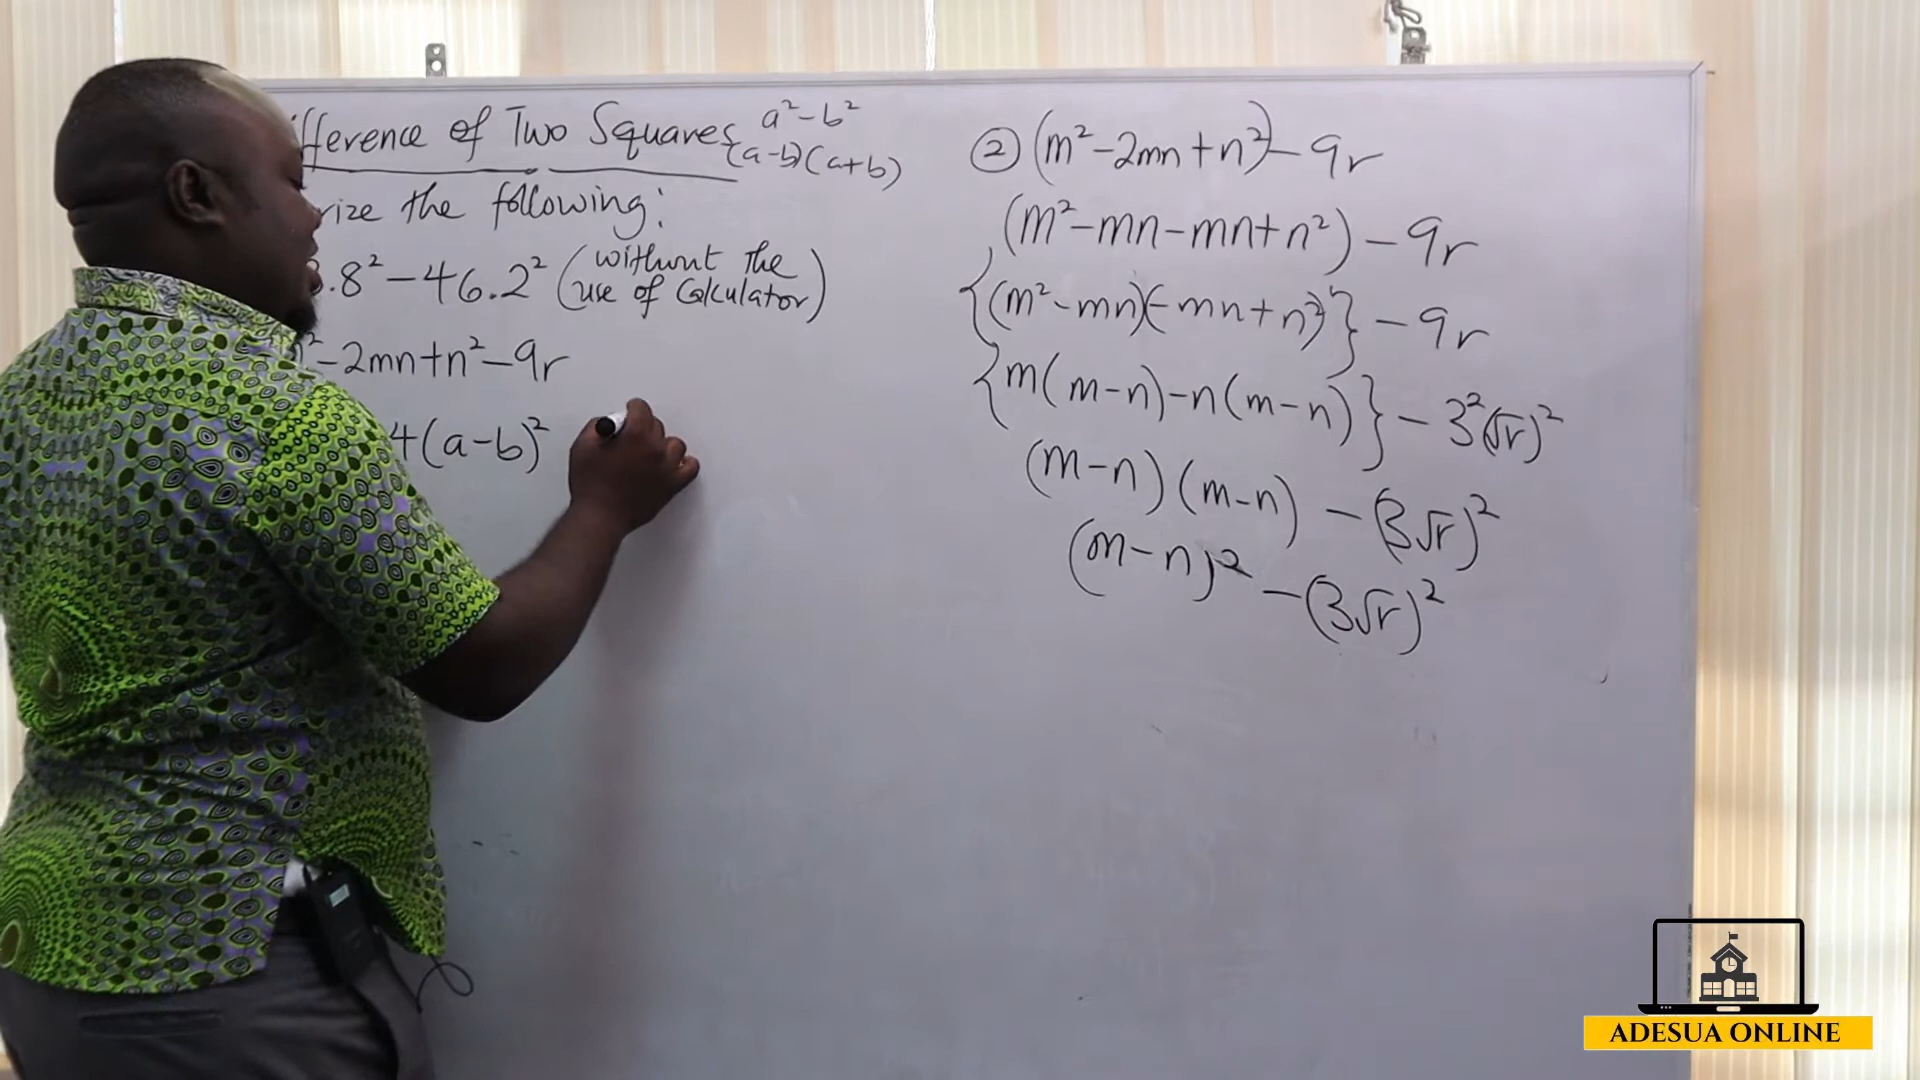 fference of Two Squares a²-b²
(a-b)(a+b)
rize the following:
.8² - 46.2² (without the use of Calculator)
² - 2mn + n² - 9r
4(a-b)²
② (m² - 2mn + n²) - 9r
(m² - mn - mn + n²) - 9r
{(m² - mn)(- mn + n²)} - 9r
{m(m-n) - n(m-n)} - 3²(√r)²
(m-n)(m-n) - (3√r)²
(m-n)² - (3√r)²
ADESUA ONLINE